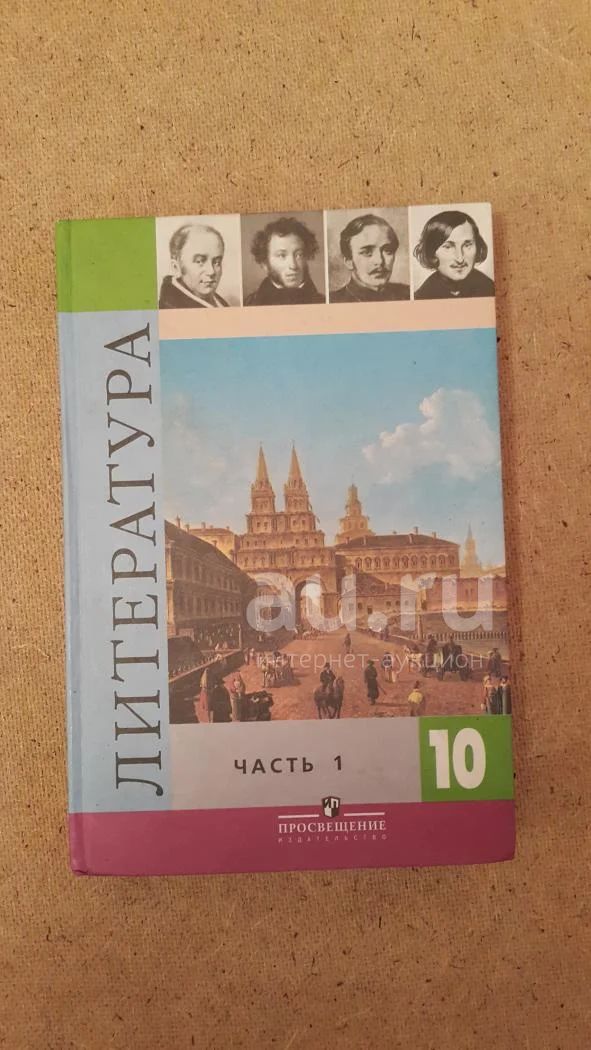 ЛИТЕРАТУРА
au.ru
интернет-аукцион
ЧАСТЬ 1
10
ПРОСВЕЩЕНИЕ
ИЗДАТЕЛЬСТВО